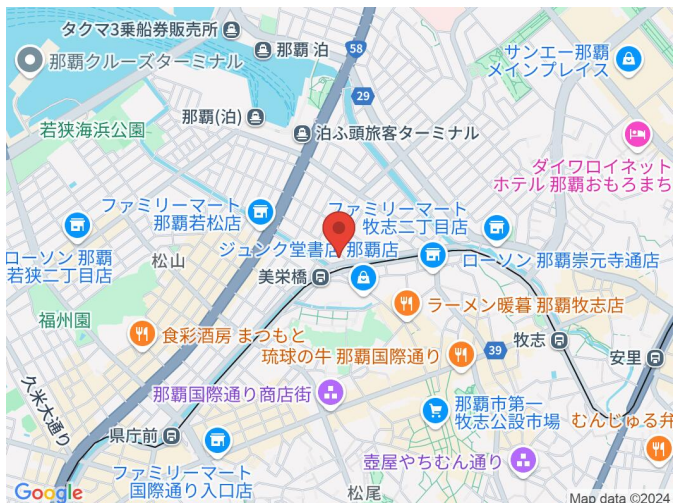 タクマ3乗船券販売所
那覇 泊
58
サンエー那覇
メインプレイス
那覇クルーズターミナル
29
那覇(泊)
泊ふ頭旅客ターミナル
若狭海浜公園
ダイワロイネット
ホテル 那覇おもろまち
ファミリーマート
那覇若松店
ファミリーマート
牧志二丁目店
ローソン 那覇
若狭二丁目店
松山
ジュンク堂書店 那覇店
ローソン 那覇崇元寺通店
美栄橋
福州園
食彩酒房 まつもと
ラーメン暖暮 那覇牧志店
琉球の牛 那覇国際通り
39
牧志
安里
久米大通り
那覇国際通り商店街
那覇市第一
牧志公設市場
むんじゅる弁
県庁前
ファミリーマート
国際通り入口店
壺屋やちむん通り
松尾
Google
Map data ©2024